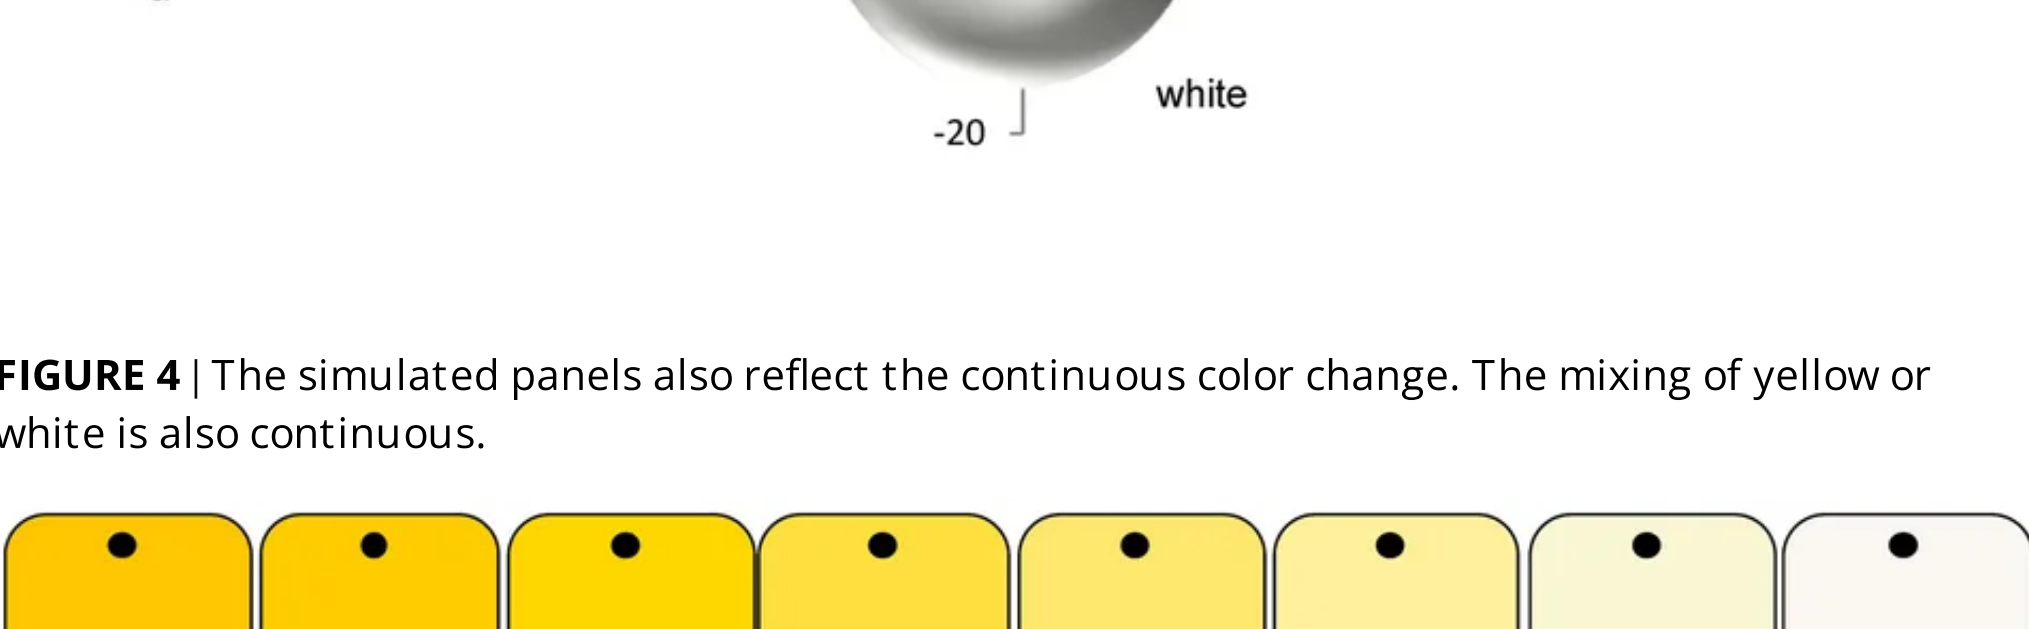 white
-20
FIGURE 4 | The simulated panels also reflect the continuous color change. The mixing of yellow or
white is also continuous.